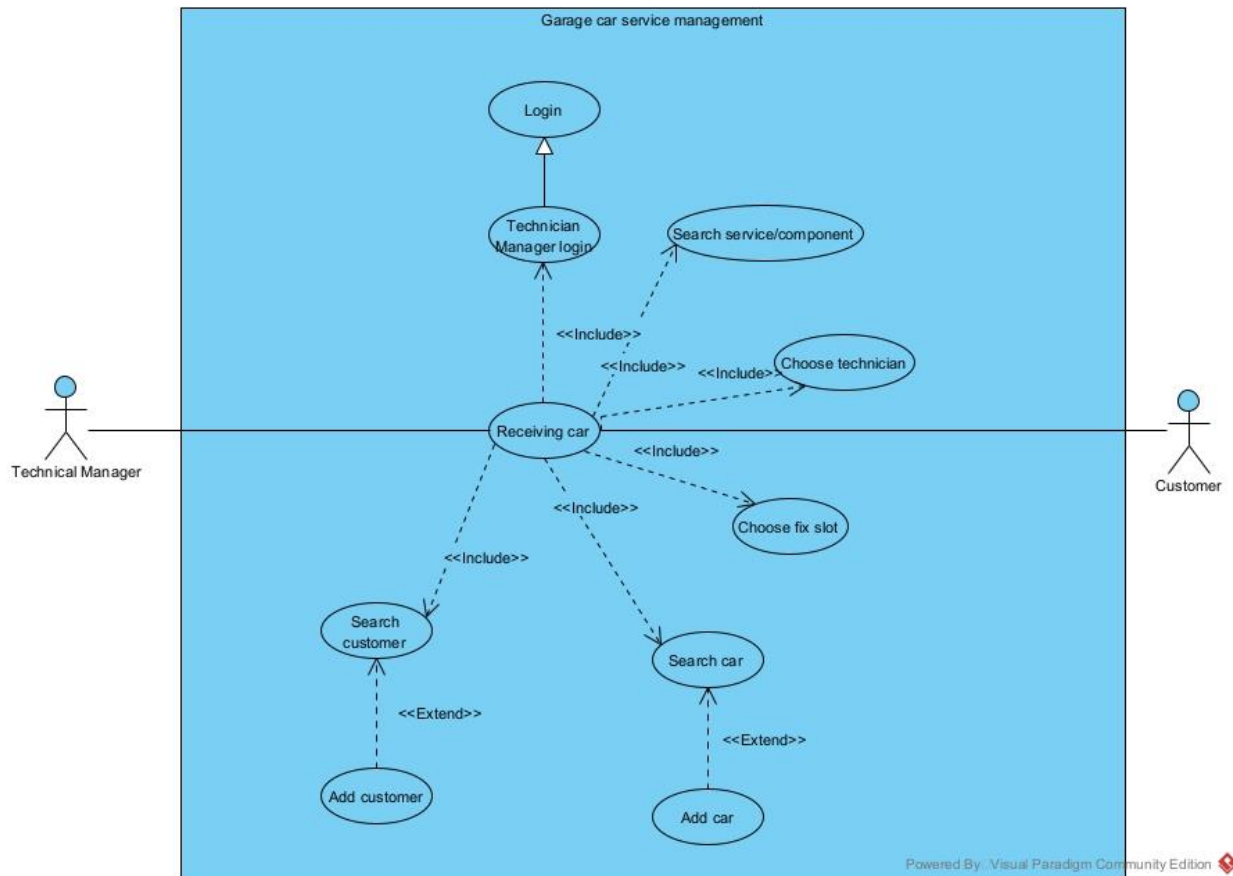 Garage car service management
Login
Technician
Manager login
Search service/component
<<Include>>
<<Include>>
<<Include>>
Choose technician
Technical Manager
Receiving car
Customer
<<Include>>
<<Include>>
Choose fix slot
<<Include>>
Search
customer
Search car
<<Extend>>
<<Extend>>
Add customer
Add car
Powered By: Visual Paradigm Community Edition